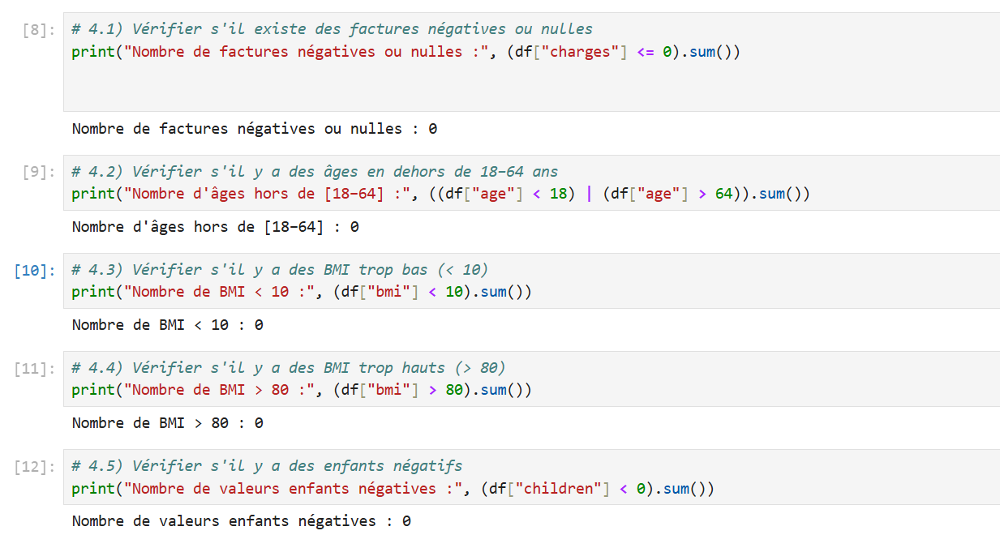 [8]: # 4.1) Vérifier s'il existe des factures négatives ou nulles
print("Nombre de factures négatives ou nulles :", (df["charges"] <= 0).sum())
Nombre de factures négatives ou nulles : 0
[9]: # 4.2) Vérifier s'il y a des âges en dehors de 18–64 ans
print("Nombre d'âges hors de [18–64] :", ((df["age"] < 18) | (df["age"] > 64)).sum())
Nombre d'âges hors de [18–64] : 0
[10]: # 4.3) Vérifier s'il y a des BMI trop bas (< 10)
print("Nombre de BMI < 10 :", (df["bmi"] < 10).sum())
Nombre de BMI < 10 : 0
[11]: # 4.4) Vérifier s'il y a des BMI trop hauts (> 80)
print("Nombre de BMI > 80 :", (df["bmi"] > 80).sum())
Nombre de BMI > 80 : 0
[12]: # 4.5) Vérifier s'il y a des enfants négatifs
print("Nombre de valeurs enfants négatives :", (df["children"] < 0).sum())
Nombre de valeurs enfants négatives : 0